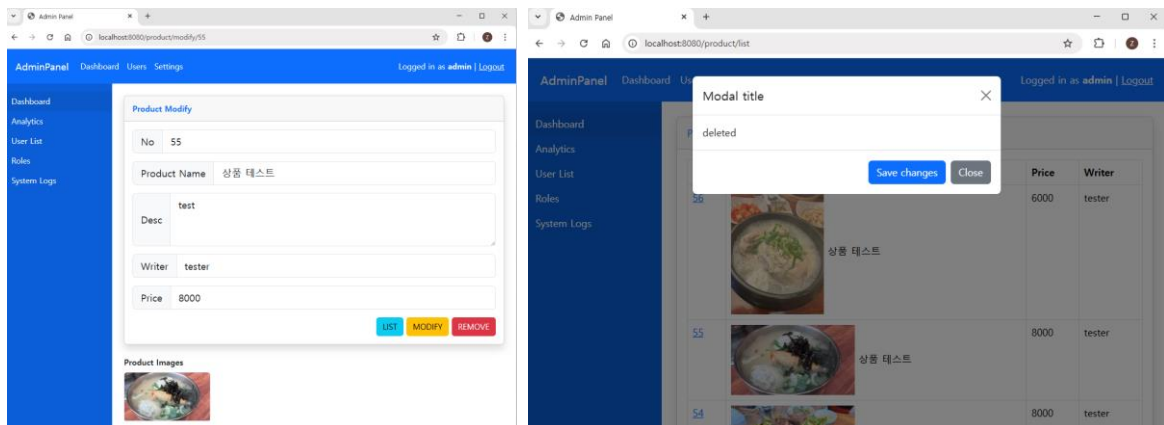 Admin Panel
localhost:8080/product/modify/55
AdminPanel Dashboard Users Settings Logged in as admin | Logout
Dashboard
Analytics
User List
Roles
System Logs
Product Modify
No 55
Product Name 상품 테스트
Desc test
Writer tester
Price 8000
LIST MODIFY REMOVE
Product Images
Admin Panel
localhost:8080/product/list
AdminPanel Dashboard Us Logged in as admin | Logout
Dashboard
Analytics
User List
Roles
System Logs
Modal title
deleted
Save changes Close
P
Price Writer
56 상품 테스트 6000 tester
55 상품 테스트 8000 tester
54 8000 tester